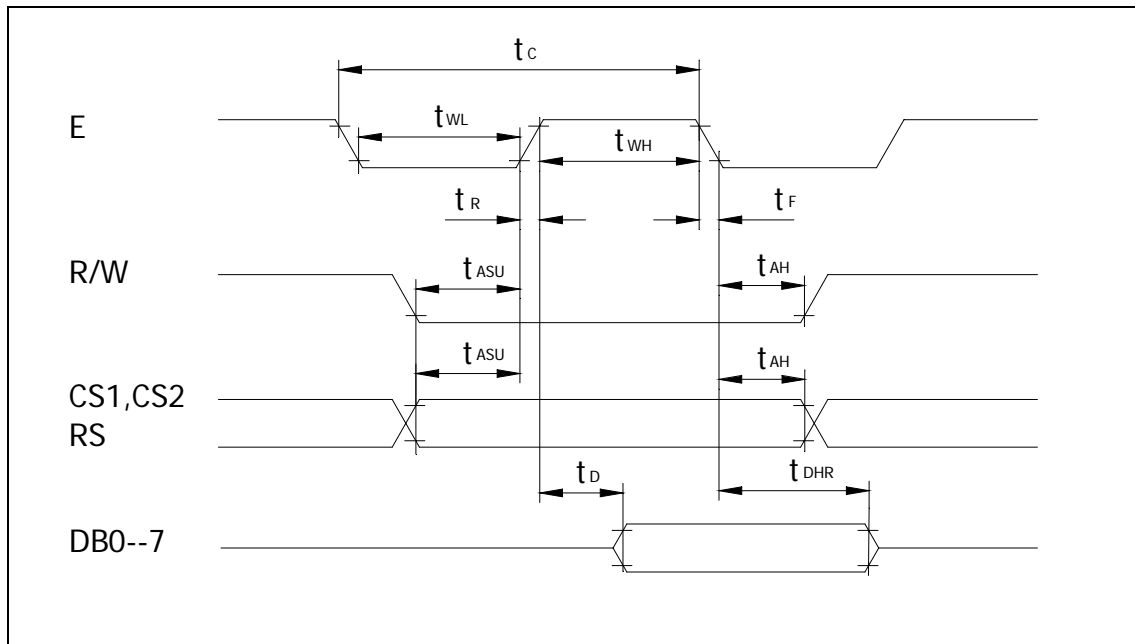 tC
E
tWL
tWH
tR
tF
R/W
tASU
tAH
tASU
tAH
CS1,CS2
RS
tD
tDHR
DB0--7